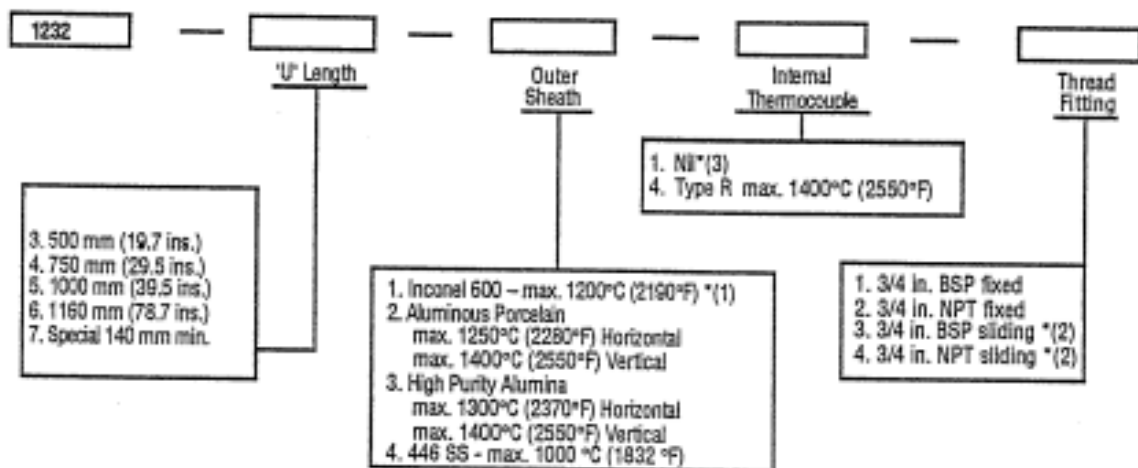 1232 — — — —
"U" Length
Outer
Sheath
Internal
Thermocouple
Thread
Fitting
1. Nil*(3)
4. Type R max. 1400°C (2550°F)
3. 500 mm (19.7 ins.)
4. 750 mm (29.5 ins.)
5. 1000 mm (39.5 ins.)
6. 1160 mm (78.7 ins.)
7. Special 140 mm min.
1. Inconel 600 – max. 1200°C (2190°F) *(1)
2. Aluminous Porcelain
max. 1250°C (2280°F) Horizontal
max. 1400°C (2550°F) Vertical
3. High Purity Alumina
max. 1300°C (2370°F) Horizontal
max. 1400°C (2550°F) Vertical
4. 446 SS - max. 1000 °C (1832 °F)
1. 3/4 in. BSP fixed
2. 3/4 in. NPT fixed
3. 3/4 in. BSP sliding *(2)
4. 3/4 in. NPT sliding *(2)